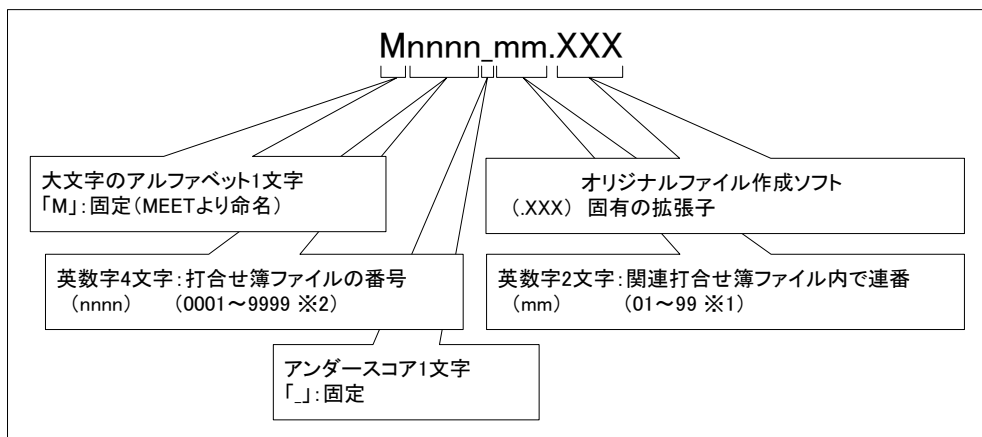 Mnnnn_mm.XXX
大文字のアルファベット1文字
「M」:固定(MEETより命名)
オリジナルファイル作成ソフト
(.XXX) 固有の拡張子
英数字4文字:打合せ簿ファイルの番号
(nnnn) (0001～9999 ※2)
英数字2文字:関連打合せ簿ファイル内で連番
(mm) (01～99 ※1)
アンダースコア1文字
「_」:固定